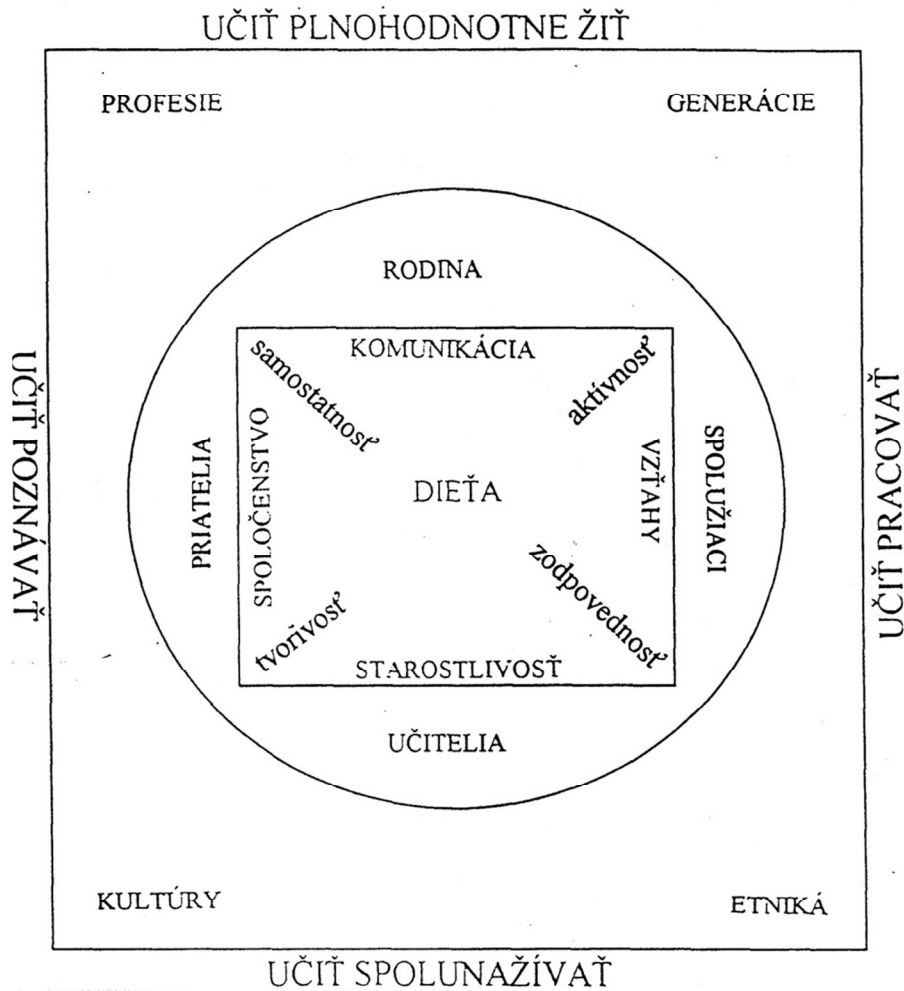 UČIŤ PLNOHODNOTNE ŽIŤ
PROFESIE
GENERÁCIE
RODINA
KOMUNIKÁCIA
samostatnosť
aktívnosť
UČIŤ POZNÁVAŤ
PRIATELIA
SPOLOČENSTVO
DIEŤA
VZŤAHY
SPOLUŽIACI
UČIŤ PRACOVAŤ
tvorivosť
zodpovednosť
STAROSTLIVOSŤ
UČITELIA
KULTÚRY
ETNIKÁ
UČIŤ SPOLUNAŽÍVAŤ